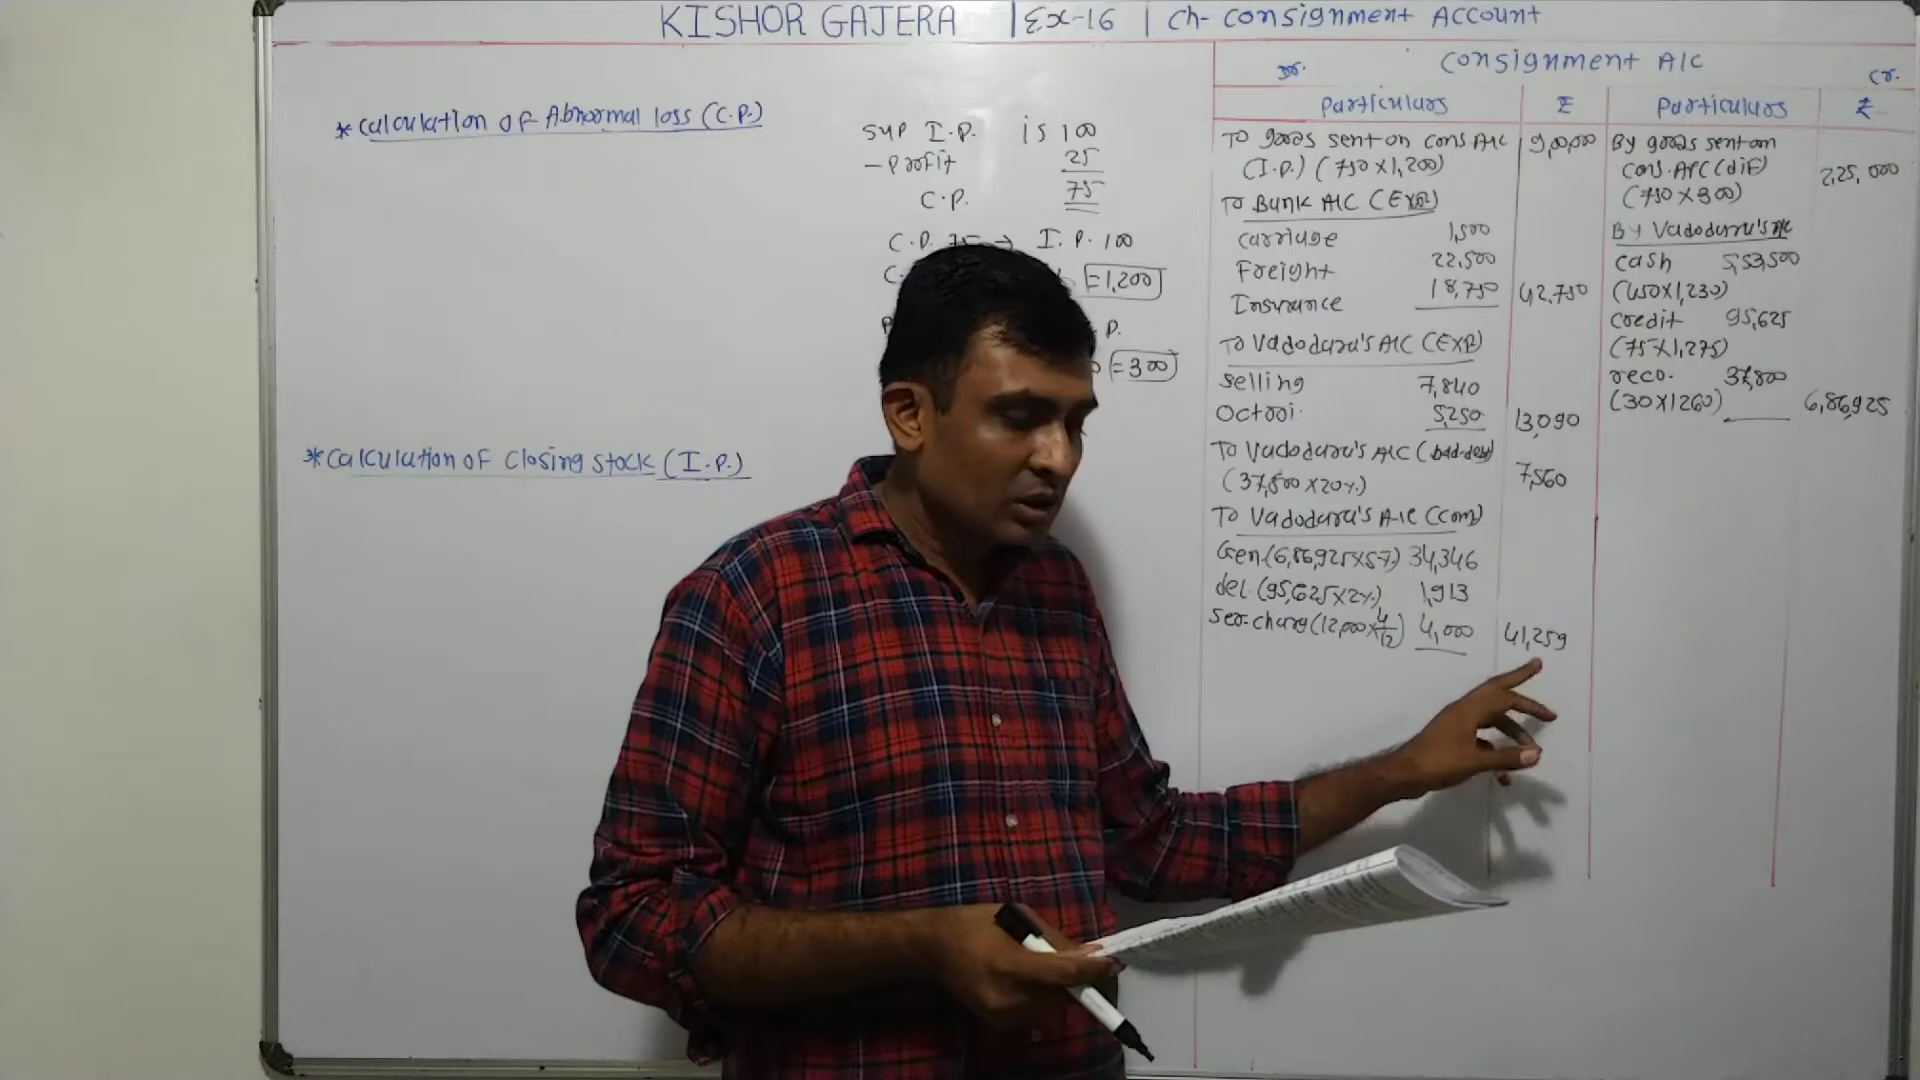 KISHOR GAJERA | Ex-16 | Ch- Consignment Account
*Calculation of Abnormal loss (C.P.)
sup I.P. is 100
-Profit 25
C.P. 75
C.P. 75 → I.P. 100
=1,200
P.
=300
*Calculation of Closing stock (I.P.)
Consignment A/C
Dr. Cr.
Particulars ₹ Particulars ₹
To goods sent on cons A/c 9,00,000
(I.P.) (750×1,200)
To Bank A/C (EXP.)
Carriage 1,500
Freight 22,500
Insurance 18,750 42,750
To Vadodara's A/C (EXP.)
selling 7,840
Octroi 5,250 13,090
To Vadodara's A/C (bad-debt)
(37,800×20%) 7,560
To Vadodara's A/c (com)
Gen-(6,86,925×5%) 34,346
del. (95,625×2%) 1,913
Ser-charg (12,000×4/12) 4,000 41,259
By goods sent on
cons. A/c (dif) 2,25,000
(750×300)
By Vadodara's A/c
cash 5,53,500
(450×1,230)
credit 95,625
(75×1,275)
reco. 37,800
(30×1260) 6,86,925